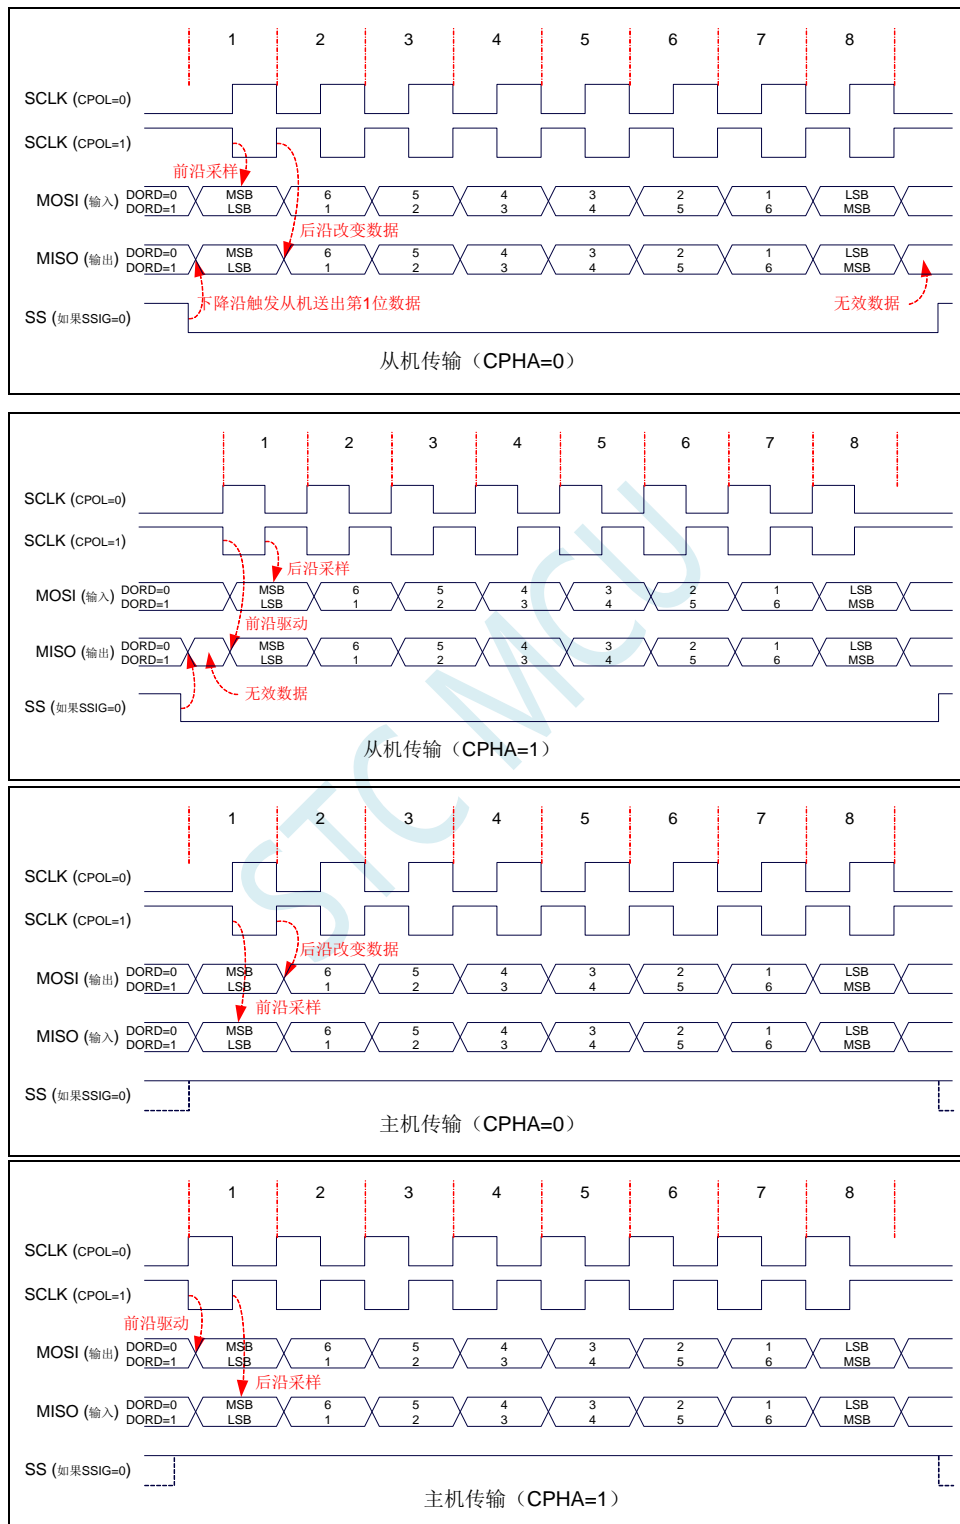 1 2 3 4 5 6 7 8
SCLK (CPOL=0)
SCLK (CPOL=1)
前沿采样
MOSI (输入) DORD=0 MSB 6 5 4 3 2 1 LSB
DORD=1 LSB 1 2 3 4 5 6 MSB
后沿改变数据
MISO (输出) DORD=0 MSB 6 5 4 3 2 1 LSB
DORD=1 LSB 1 2 3 4 5 6 MSB
下降沿触发从机送出第1位数据 无效数据
SS (如果SSIG=0)
从机传输（CPHA=0）
1 2 3 4 5 6 7 8
SCLK (CPOL=0)
SCLK (CPOL=1)
后沿采样
MOSI (输入) DORD=0 MSB 6 5 4 3 2 1 LSB
DORD=1 LSB 1 2 3 4 5 6 MSB
前沿驱动
MISO (输出) DORD=0 MSB 6 5 4 3 2 1 LSB
DORD=1 LSB 1 2 3 4 5 6 MSB
无效数据
SS (如果SSIG=0)
从机传输（CPHA=1）
STC MCU
1 2 3 4 5 6 7 8
SCLK (CPOL=0)
SCLK (CPOL=1)
后沿改变数据
MOSI (输出) DORD=0 MSB 6 5 4 3 2 1 LSB
DORD=1 LSB 1 2 3 4 5 6 MSB
前沿采样
MISO (输入) DORD=0 MSB 6 5 4 3 2 1 LSB
DORD=1 LSB 1 2 3 4 5 6 MSB
SS (如果SSIG=0)
主机传输（CPHA=0）
1 2 3 4 5 6 7 8
SCLK (CPOL=0)
SCLK (CPOL=1)
前沿驱动
MOSI (输出) DORD=0 MSB 6 5 4 3 2 1 LSB
DORD=1 LSB 1 2 3 4 5 6 MSB
后沿采样
MISO (输入) DORD=0 MSB 6 5 4 3 2 1 LSB
DORD=1 LSB 1 2 3 4 5 6 MSB
SS (如果SSIG=0)
主机传输（CPHA=1）